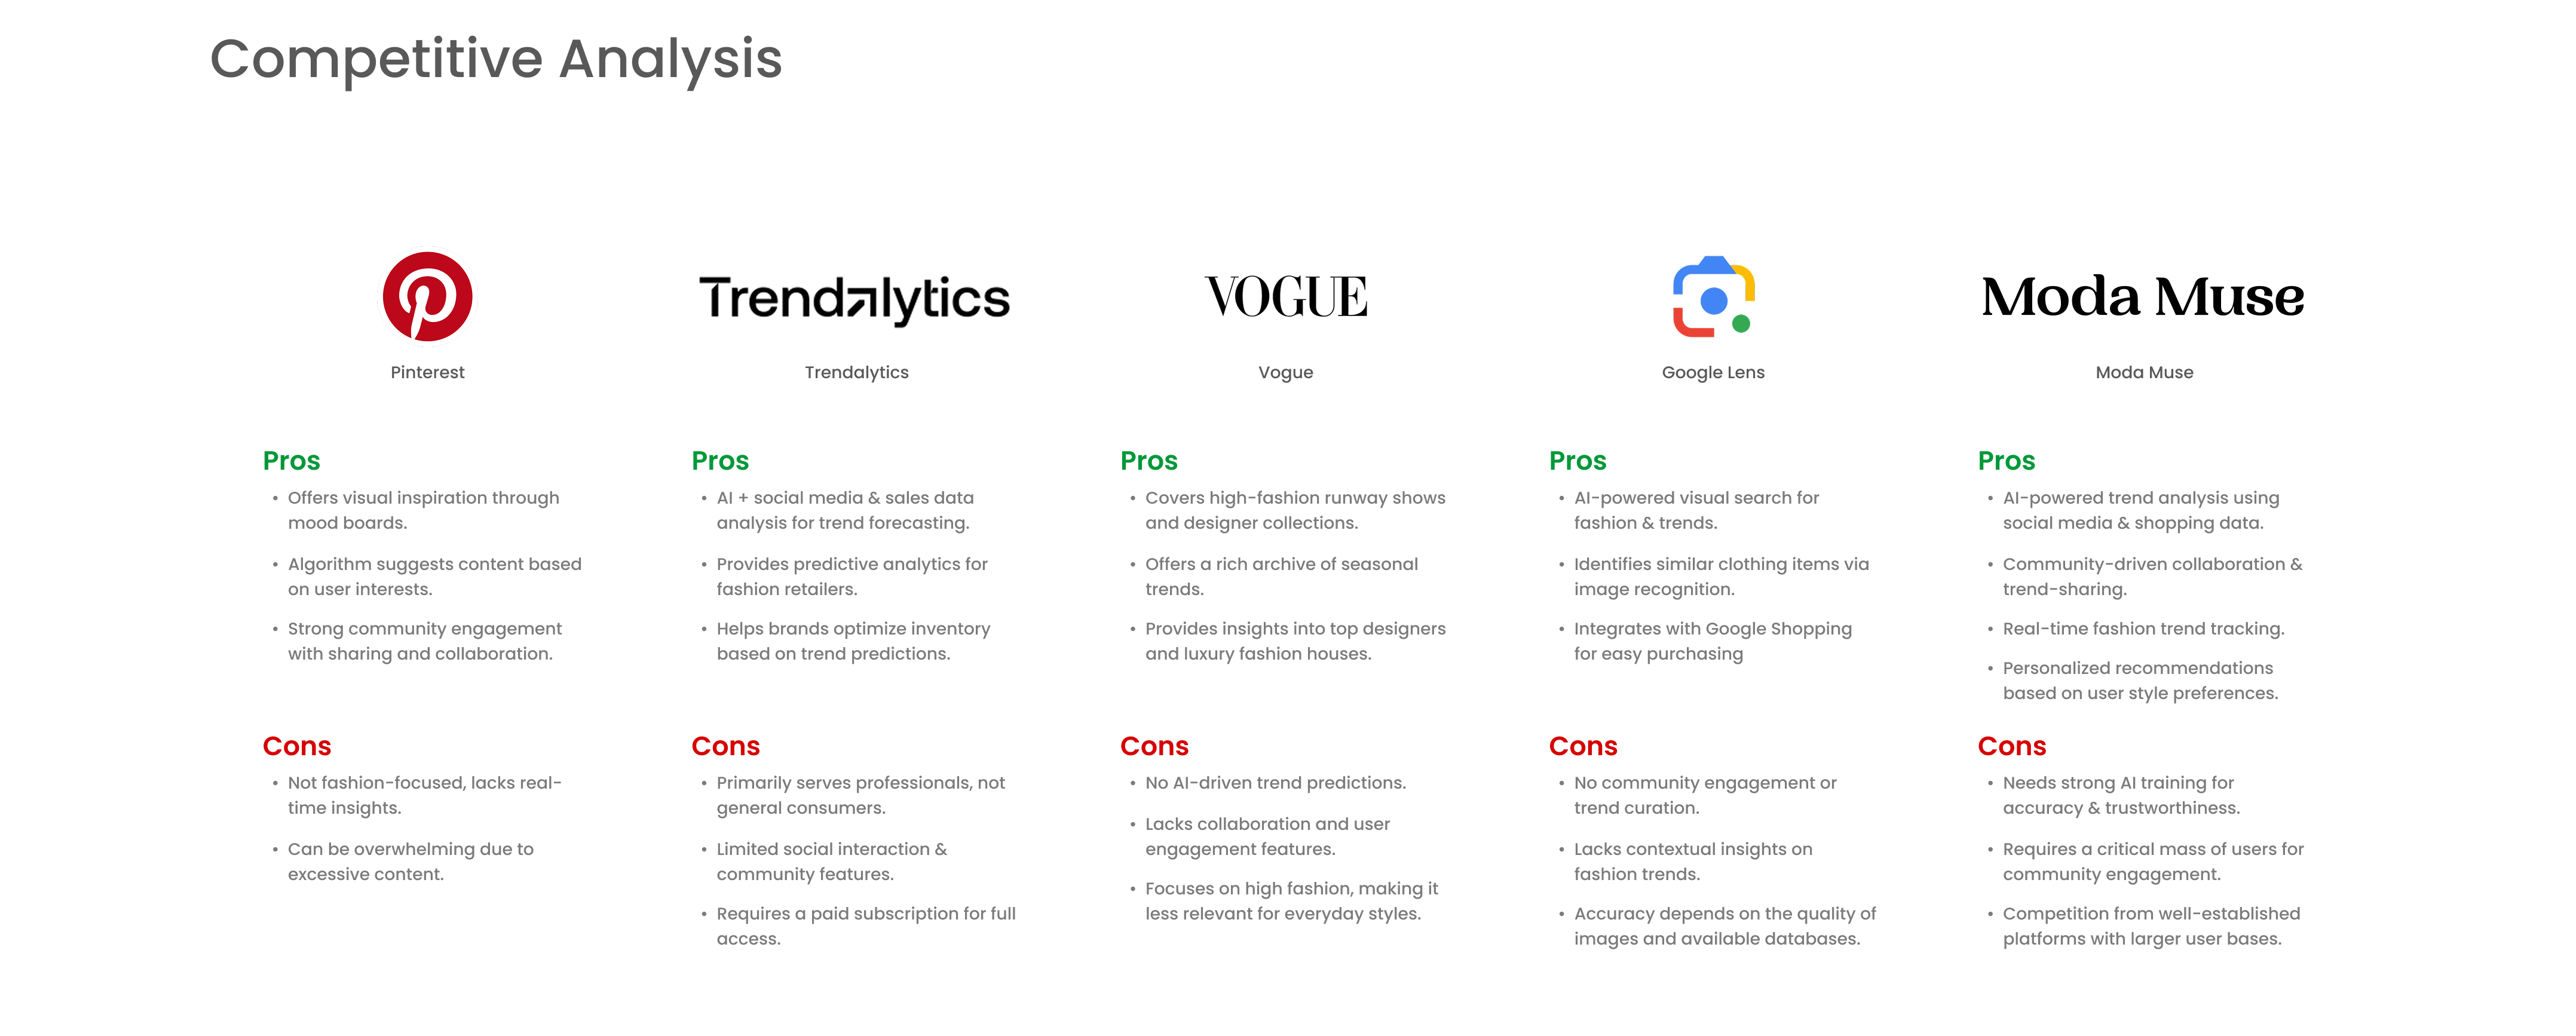 Competitive Analysis
Trendalytics
VOGUE
Moda Muse
Pinterest
Trendalytics
Vogue
Google Lens
Moda Muse
Pros
• Offers visual inspiration through
mood boards.
• Algorithm suggests content based
on user interests.
• Strong community engagement
with sharing and collaboration.
Cons
• Not fashion-focused, lacks real-
time insights.
• Can be overwhelming due to
excessive content.
Pros
• AI + social media & sales data
analysis for trend forecasting.
• Provides predictive analytics for
fashion retailers.
• Helps brands optimize inventory
based on trend predictions.
Cons
• Primarily serves professionals, not
general consumers.
• Limited social interaction &
community features.
• Requires a paid subscription for full
access.
Pros
• Covers high-fashion runway shows
and designer collections.
• Offers a rich archive of seasonal
trends.
• Provides insights into top designers
and luxury fashion houses.
Cons
• No AI-driven trend predictions.
• Lacks collaboration and user
engagement features.
• Focuses on high fashion, making it
less relevant for everyday styles.
Pros
• AI-powered visual search for
fashion & trends.
• Identifies similar clothing items via
image recognition.
• Integrates with Google Shopping
for easy purchasing
Cons
• No community engagement or
trend curation.
• Lacks contextual insights on
fashion trends.
• Accuracy depends on the quality of
images and available databases.
Pros
• AI-powered trend analysis using
social media & shopping data.
• Community-driven collaboration &
trend-sharing.
• Real-time fashion trend tracking.
• Personalized recommendations
based on user style preferences.
Cons
• Needs strong AI training for
accuracy & trustworthiness.
• Requires a critical mass of users for
community engagement.
• Competition from well-established
platforms with larger user bases.